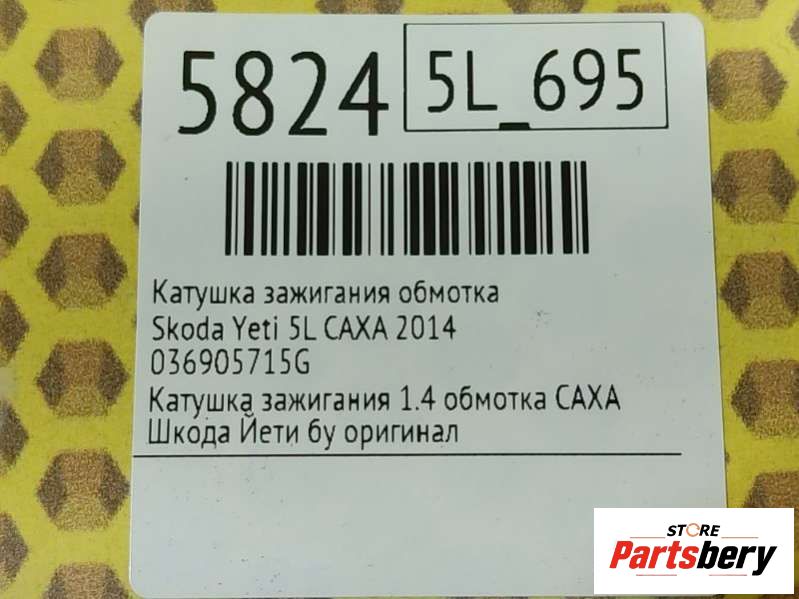 5824 5L_695
Катушка зажигания обмотка
Skoda Yeti 5L CAXA 2014
036905715G
Катушка зажигания 1.4 обмотка CAXA
Шкода Йети бу оригинал
STORE
Partsbery